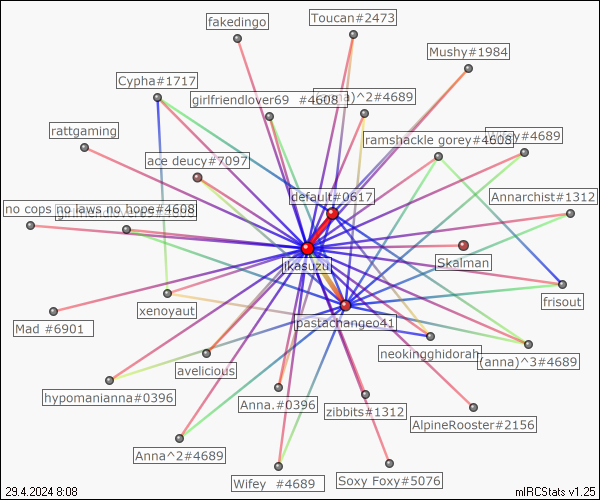 fakedingo
Toucan#2473
Mushy#1984
Cypha#1717
girlfriendlover69 #4608
)^2#4689
rattgaming
ramshackle gorey#4608
#4689
ace deucy#7097
default#0617
Annarchist#1312
no cops no laws no hope#4608
jikasuzu
Skalman
xenoyaut
frisout
Mad #6901
pastachangeo41
neokingghidorah
(anna)^3#4689
avelicious
hypomanianna#0396
Anna.#0396
zibbits#1312
AlpineRooster#2156
Anna^2#4689
Wifey #4689
Soxy Foxy#5076
29.4.2024 8:08
mIRCStats v1.25